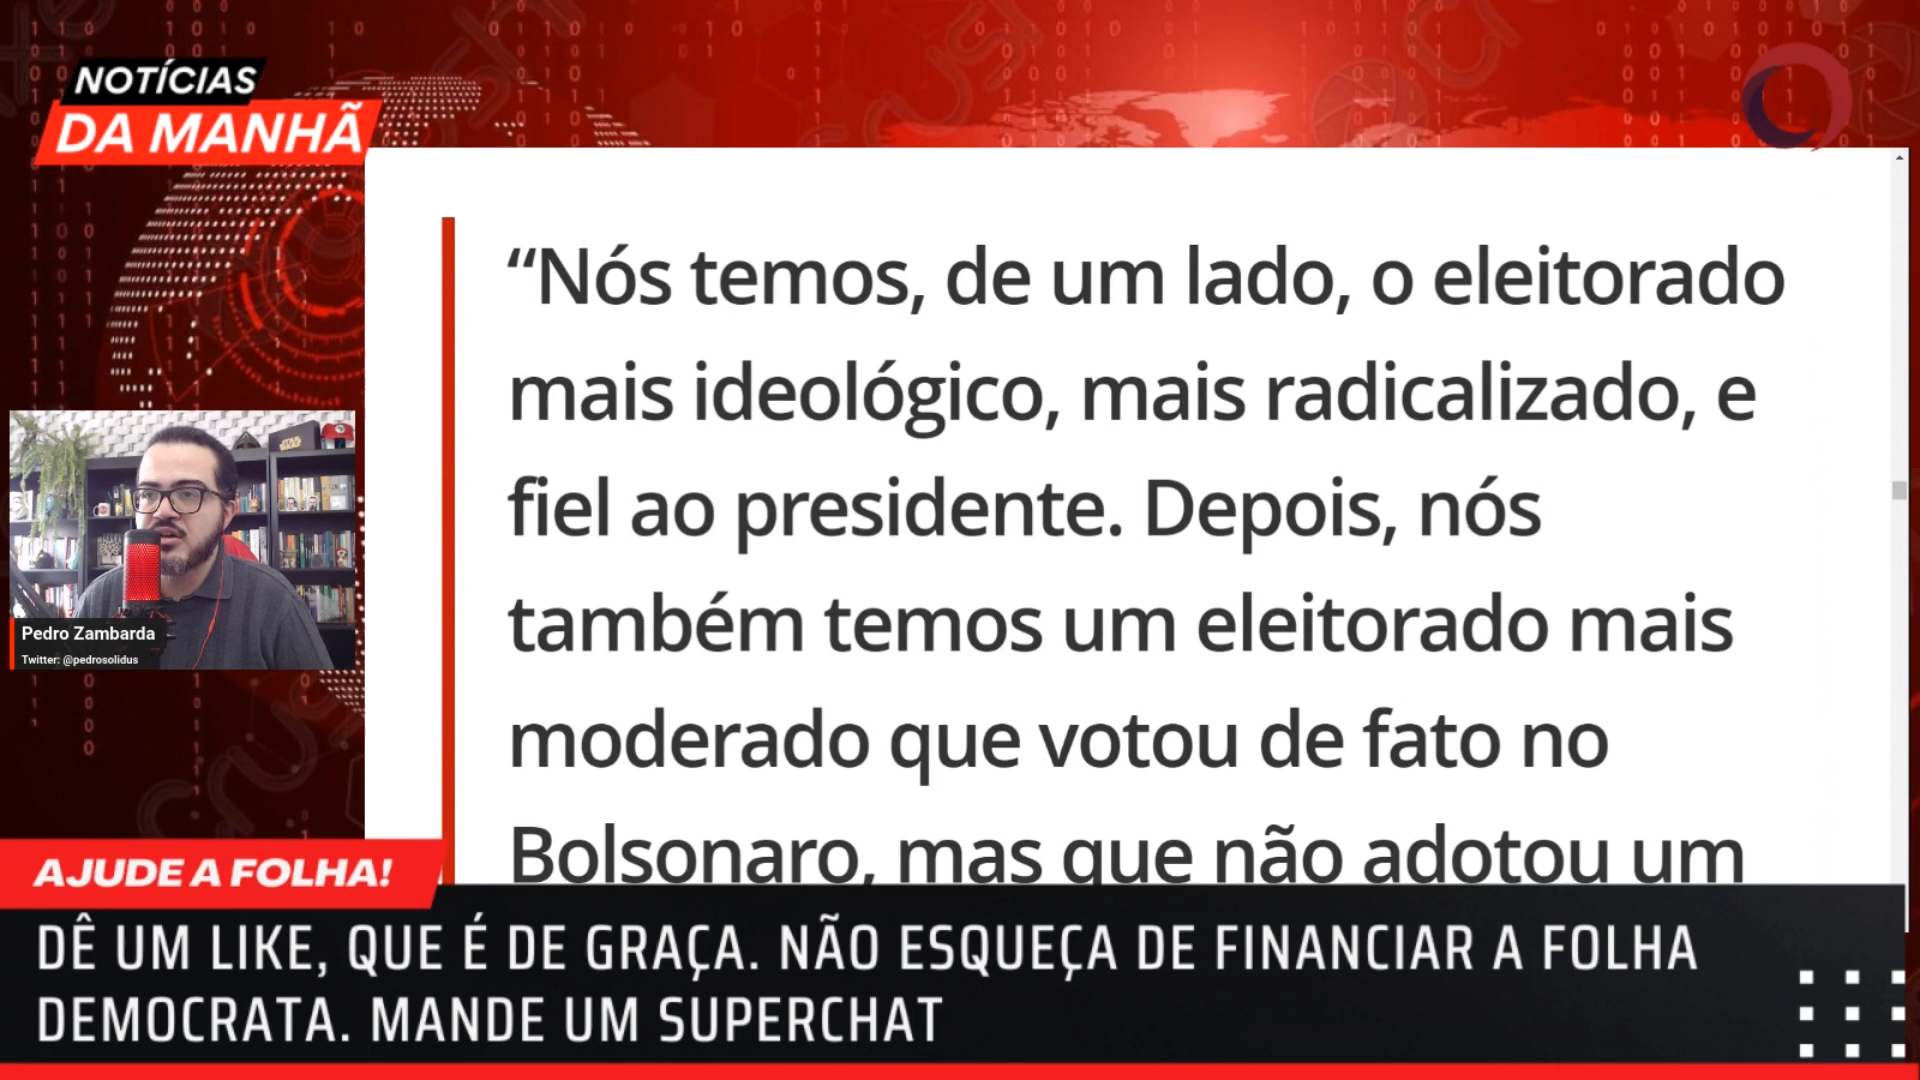 NOTÍCIAS
DA MANHÃ
“Nós temos, de um lado, o eleitorado
mais ideológico, mais radicalizado, e
fiel ao presidente. Depois, nós
também temos um eleitorado mais
moderado que votou de fato no
Bolsonaro, mas que não adotou um
STAR
WARS
Pedro Zambarda
Twitter: @pedrosolidus
AJUDE A FOLHA!
DÊ UM LIKE, QUE É DE GRAÇA. NÃO ESQUEÇA DE FINANCIAR A FOLHA
DEMOCRATA. MANDE UM SUPERCHAT